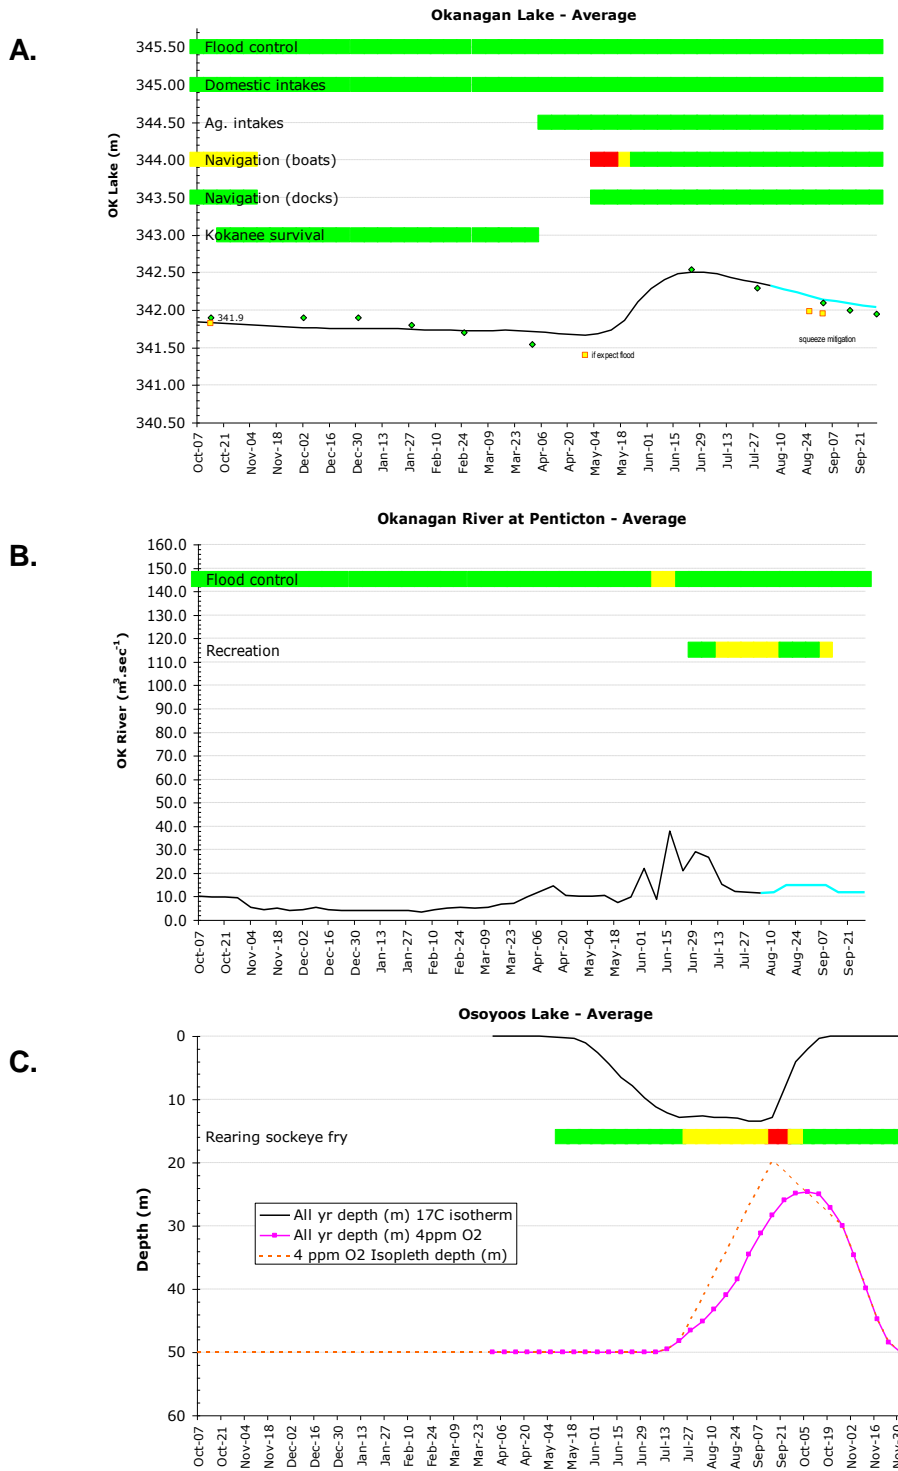 A.
Okanagan Lake - Average
OK Lake (m)
345.50
345.00
344.50
344.00
343.50
343.00
342.50
342.00
341.50
341.00
340.50
Flood control
Domestic intakes
Ag. intakes
Navigation (boats)
Navigation (docks)
Kokanee survival
341.9
if expect flood
squeeze mitigation
Oct-07
Oct-21
Nov-04
Nov-18
Dec-02
Dec-16
Dec-30
Jan-13
Jan-27
Feb-10
Feb-24
Mar-09
Mar-23
Apr-06
Apr-20
May-04
May-18
Jun-01
Jun-15
Jun-29
Jul-13
Jul-27
Aug-10
Aug-24
Sep-07
Sep-21
B.
Okanagan River at Penticton - Average
OK River (m³.sec⁻¹)
160.0
150.0
140.0
130.0
120.0
110.0
100.0
90.0
80.0
70.0
60.0
50.0
40.0
30.0
20.0
10.0
0.0
Flood control
Recreation
Oct-07
Oct-21
Nov-04
Nov-18
Dec-02
Dec-16
Dec-30
Jan-13
Jan-27
Feb-10
Feb-24
Mar-09
Mar-23
Apr-06
Apr-20
May-04
May-18
Jun-01
Jun-15
Jun-29
Jul-13
Jul-27
Aug-10
Aug-24
Sep-07
Sep-21
C.
Osoyoos Lake - Average
Depth (m)
0
10
20
30
40
50
60
Rearing sockeye fry
All yr depth (m) 17C isotherm
All yr depth (m) 4ppm O2
4 ppm O2 Isopleth depth (m)
Oct-07
Oct-21
Nov-04
Nov-18
Dec-02
Dec-16
Dec-30
Jan-13
Jan-27
Feb-10
Feb-24
Mar-09
Mar-23
Apr-06
Apr-20
May-04
May-18
Jun-01
Jun-15
Jun-29
Jul-13
Jul-27
Aug-10
Aug-24
Sep-07
Sep-21
Oct-05
Oct-19
Nov-02
Nov-16
Nov-30